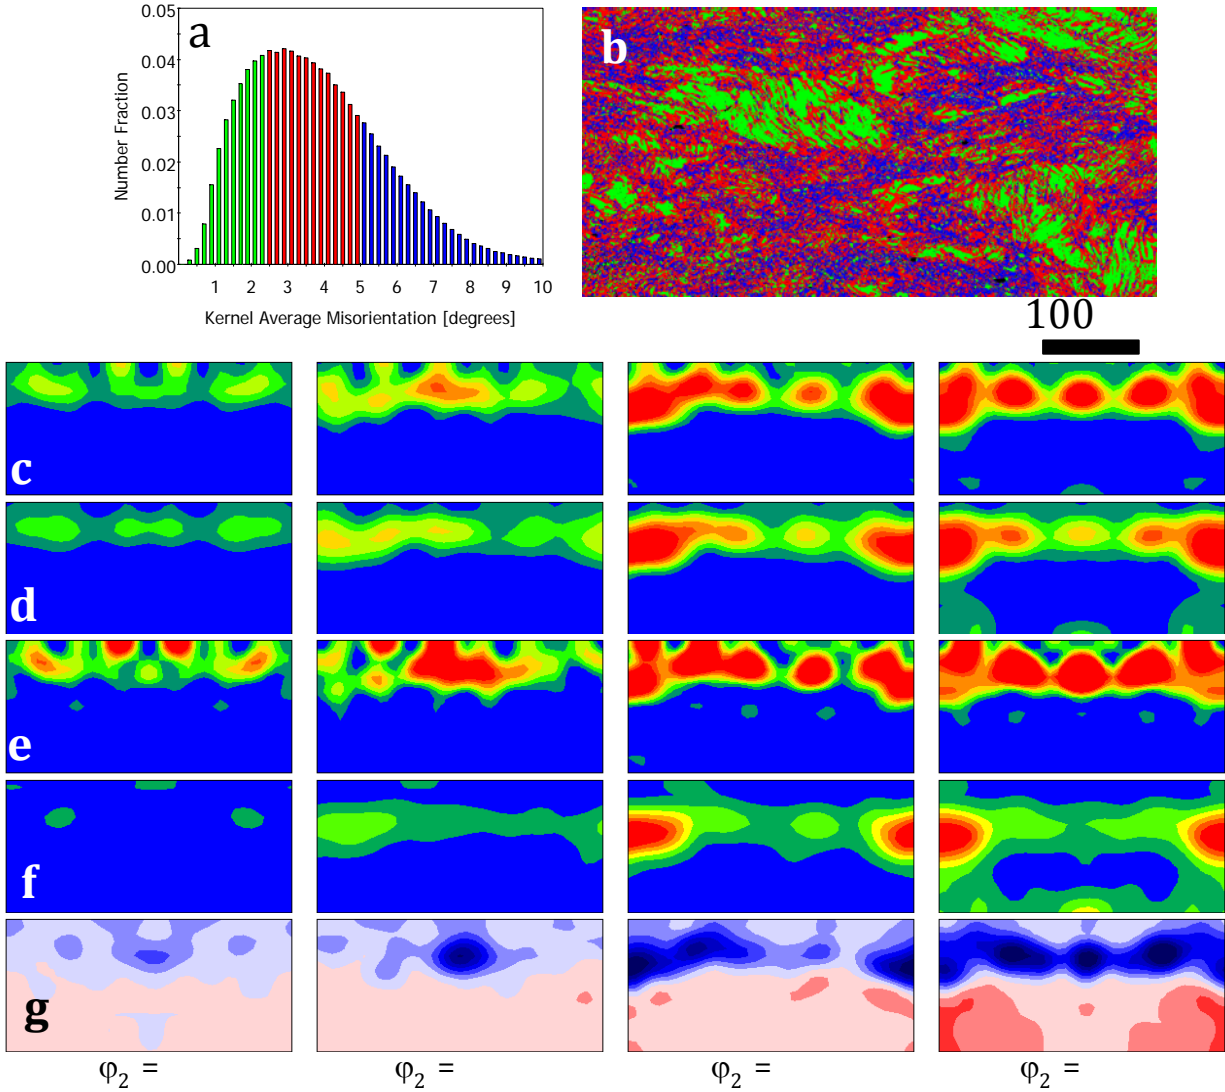 0.05
a
0.04
0.03
0.02
0.01
0.00
Number Fraction
1 2 3 4 5 6 7 8 9 10
Kernel Average Misorientation [degrees]
b
100
c
d
e
f
g
φ2 = φ2 = φ2 = φ2 =